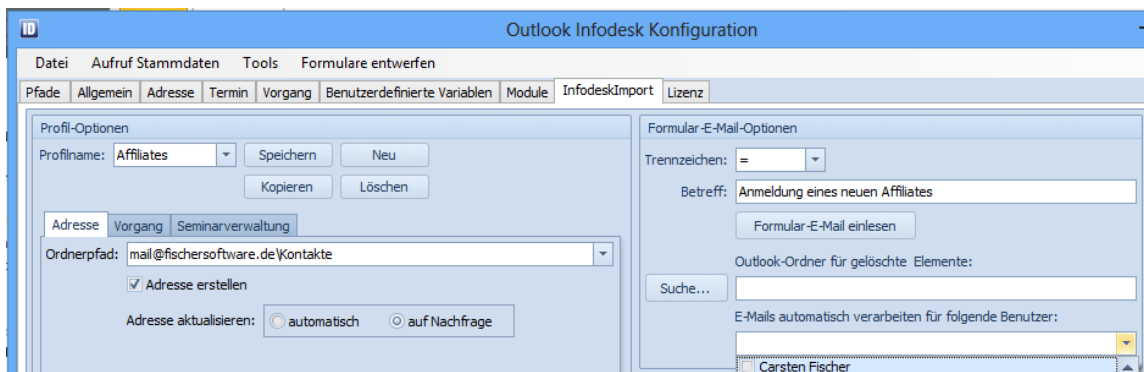 ID
Outlook Infodesk Konfiguration
Datei Aufruf Stammdaten Tools Formulare entwerfen
Pfade Allgemein Adresse Termin Vorgang Benutzerdefinierte Variablen Module InfodeskImport Lizenz
Profil-Optionen
Profilname: Affiliates Speichern Neu
Kopieren Löschen
Adresse Vorgang Seminarverwaltung
Ordnerpfad: mail@fischersoftware.de\Kontakte
Adresse erstellen
Adresse aktualisieren: automatisch auf Nachfrage
Formular-E-Mail-Optionen
Trennzeichen: =
Betreff: Anmeldung eines neuen Affiliates
Formular-E-Mail einlesen
Outlook-Ordner für gelöschte Elemente:
Suche...
E-Mails automatisch verarbeiten für folgende Benutzer:
Carsten Fischer